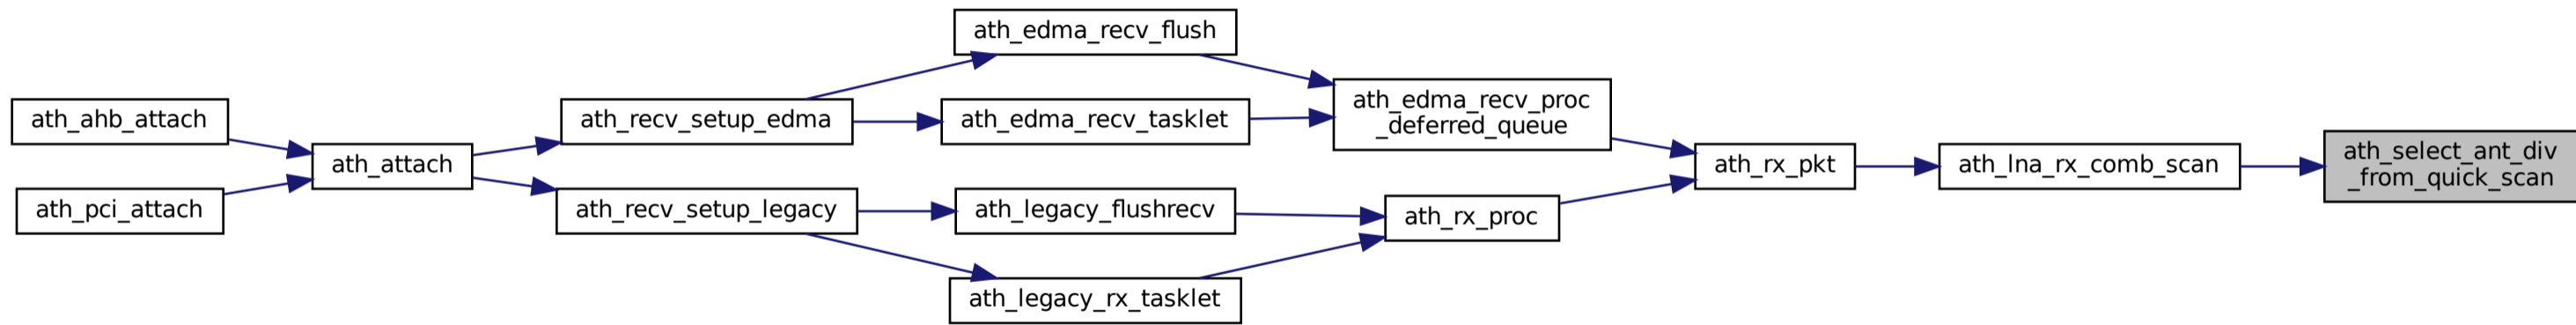 ath_ahb_attach
ath_pci_attach
ath_attach
ath_recv_setup_edma
ath_recv_setup_legacy
ath_edma_recv_flush
ath_edma_recv_tasklet
ath_legacy_flushrecv
ath_legacy_rx_tasklet
ath_edma_recv_proc
_deferred_queue
ath_rx_proc
ath_rx_pkt
ath_lna_rx_comb_scan
ath_select_ant_div
_from_quick_scan